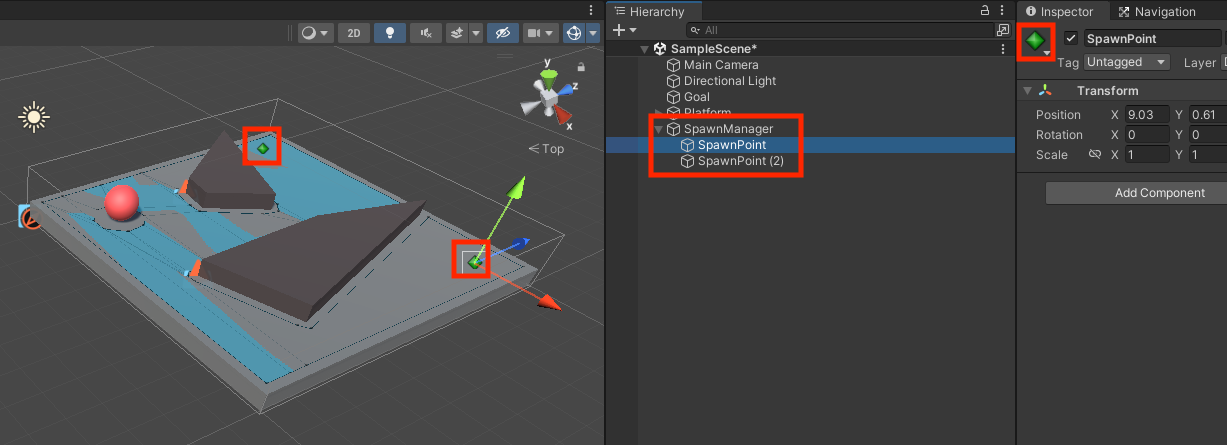 Hierarchy
Inspector
Navigation
2D
All
SpawnPoint
SampleScene*
Tag Untagged Layer
Main Camera
Directional Light
Transform
Goal
Platform
Position X 9.03 Y 0.61
SpawnManager
Rotation X 0 Y 0
SpawnPoint
Scale X 1 Y 1
SpawnPoint (2)
Add Component
y
z
x
Top